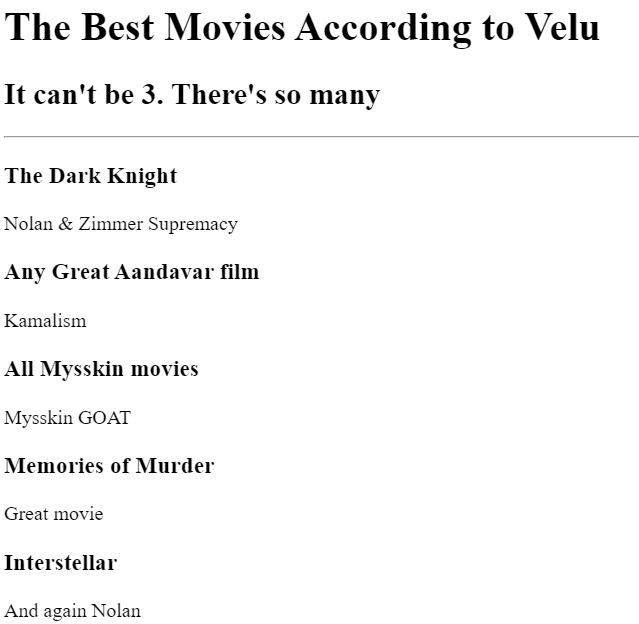 The Best Movies According to Velu
It can't be 3. There's so many
The Dark Knight
Nolan & Zimmer Supremacy
Any Great Aandavar film
Kamalism
All Mysskin movies
Mysskin GOAT
Memories of Murder
Great movie
Interstellar
And again Nolan